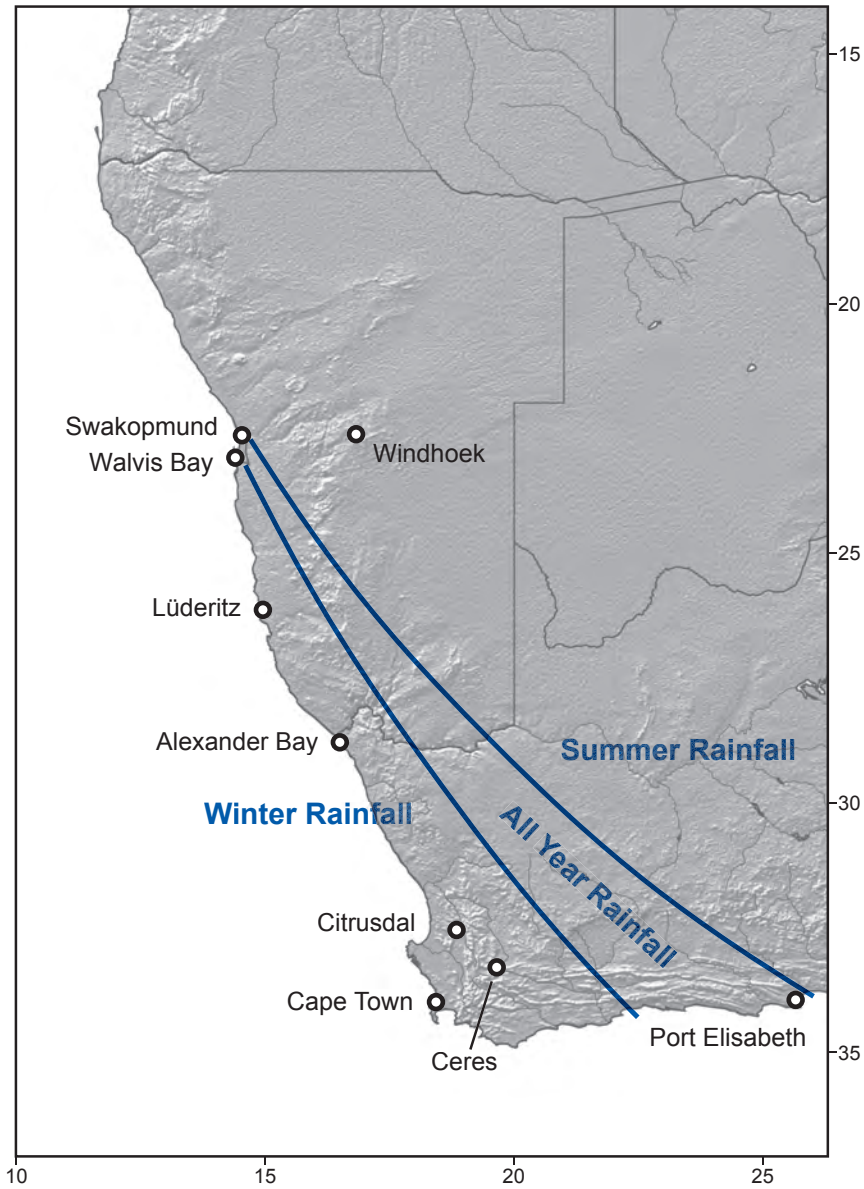 15
20
Swakopmund
Walvis Bay
Windhoek
25
Lüderitz
Alexander Bay
Summer Rainfall
Winter Rainfall
30
All Year Rainfall
Citrusdal
Cape Town
Ceres
Port Elisabeth
35
10
15
20
25